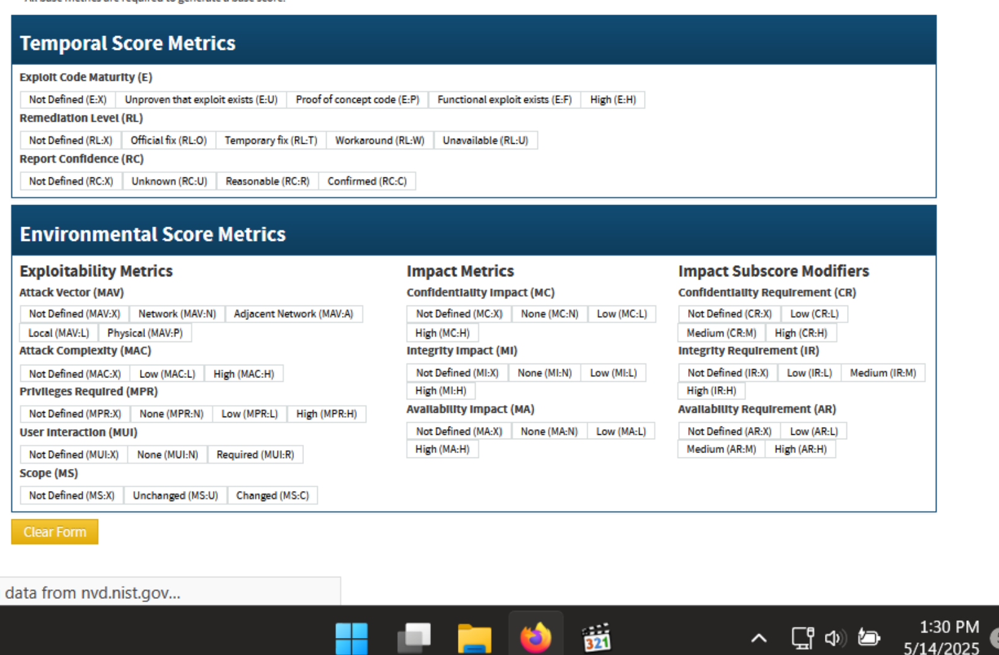 All base metrics are required to generate a base score.
Temporal Score Metrics
Exploit Code Maturity (E)
Not Defined (E:X) Unproven that exploit exists (E:U) Proof of concept code (E:P) Functional exploit exists (E:F) High (E:H)
Remediation Level (RL)
Not Defined (RL:X) Official fix (RL:O) Temporary fix (RL:T) Workaround (RL:W) Unavailable (RL:U)
Report Confidence (RC)
Not Defined (RC:X) Unknown (RC:U) Reasonable (RC:R) Confirmed (RC:C)
Environmental Score Metrics
Exploitability Metrics
Attack Vector (MAV)
Not Defined (MAV:X) Network (MAV:N) Adjacent Network (MAV:A)
Local (MAV:L) Physical (MAV:P)
Attack Complexity (MAC)
Not Defined (MAC:X) Low (MAC:L) High (MAC:H)
Privileges Required (MPR)
Not Defined (MPR:X) None (MPR:N) Low (MPR:L) High (MPR:H)
User Interaction (MUI)
Not Defined (MUI:X) None (MUI:N) Required (MUI:R)
Scope (MS)
Not Defined (MS:X) Unchanged (MS:U) Changed (MS:C)
Impact Metrics
Confidentiality Impact (MC)
Not Defined (MC:X) None (MC:N) Low (MC:L)
High (MC:H)
Integrity Impact (MI)
Not Defined (MI:X) None (MI:N) Low (MI:L)
High (MI:H)
Availability Impact (MA)
Not Defined (MA:X) None (MA:N) Low (MA:L)
High (MA:H)
Impact Subscore Modifiers
Confidentiality Requirement (CR)
Not Defined (CR:X) Low (CR:L)
Medium (CR:M) High (CR:H)
Integrity Requirement (IR)
Not Defined (IR:X) Low (IR:L) Medium (IR:M)
High (IR:H)
Availability Requirement (AR)
Not Defined (AR:X) Low (AR:L)
Medium (AR:M) High (AR:H)
Clear Form
data from nvd.nist.gov...
321
1:30 PM
5/14/2025